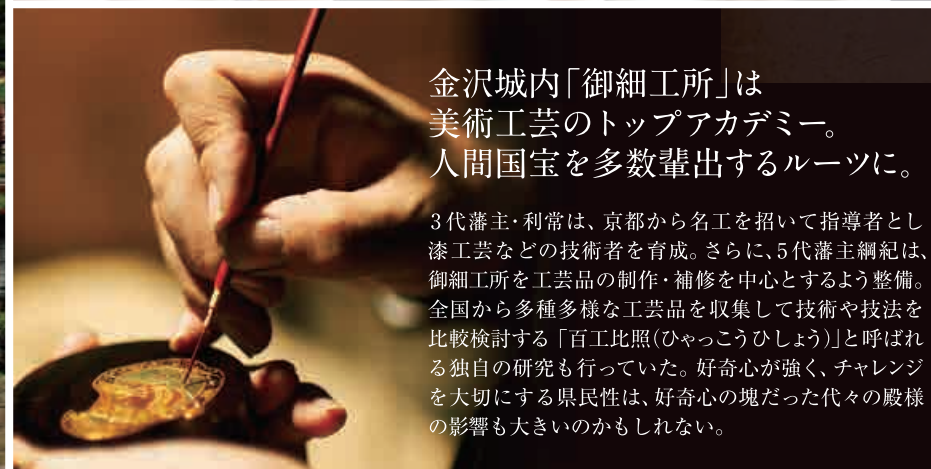 金沢城内「御細工所」は
美術工芸のトップアカデミー。
人間国宝を多数輩出するルーツに。
3代藩主・利常は、京都から名工を招いて指導者とし
漆工芸などの技術者を育成。さらに、5代藩主綱紀は、
御細工所を工芸品の制作・補修を中心とするよう整備。
全国から多種多様な工芸品を収集して技術や技法を
比較検討する「百工比照(ひゃっこうひしょう)」と呼ばれ
る独自の研究も行っていた。好奇心が強く、チャレンジ
を大切にする県民性は、好奇心の塊だった代々の殿様
の影響も大きいのかもしれない。